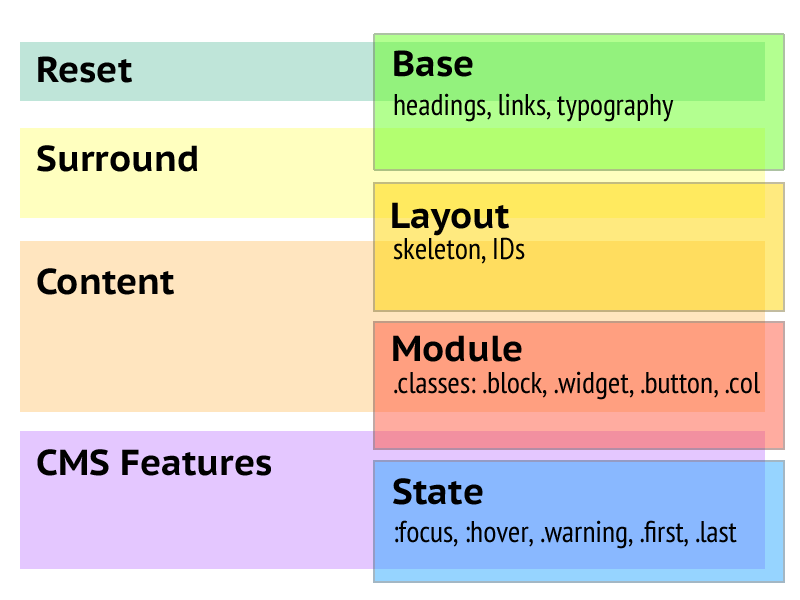 Reset
Surround
Content
CMS Features
Base
headings, links, typography
Layout
skeleton, IDs
Module
.classes: .block, .widget, .button, .col
State
:focus, :hover, .warning, .first, .last